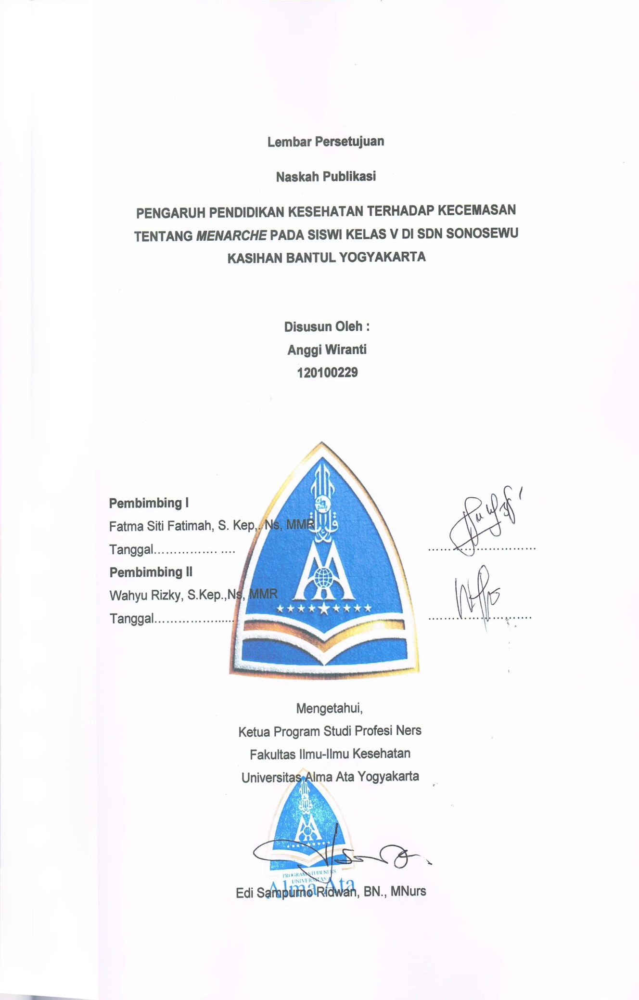 Lembar Persetujuan
Naskah Publikasi
PENGARUH PENDIDIKAN KESEHATAN TERHADAP KECEMASAN
TENTANG MENARCHE PADA SISWI KELAS V DI SDN SONOSEWU
KASIHAN BANTUL YOGYAKARTA
Disusun Oleh :
Anggi Wiranti
120100229
Pembimbing I
Fatma Siti Fatimah, S. Kep,. Ns, MMR
Tanggal............... ....
..............................
Pembimbing II
Wahyu Rizky, S.Kep.,Ns, MMR
Tanggal....................
..............................
Mengetahui,
Ketua Program Studi Profesi Ners
Fakultas Ilmu-Ilmu Kesehatan
Universitas Alma Ata Yogyakarta
PROGRAM STUDI NERS
UNIVERSITAS
Alma Ata
Edi Sampurno Ridwan, BN., MNurs